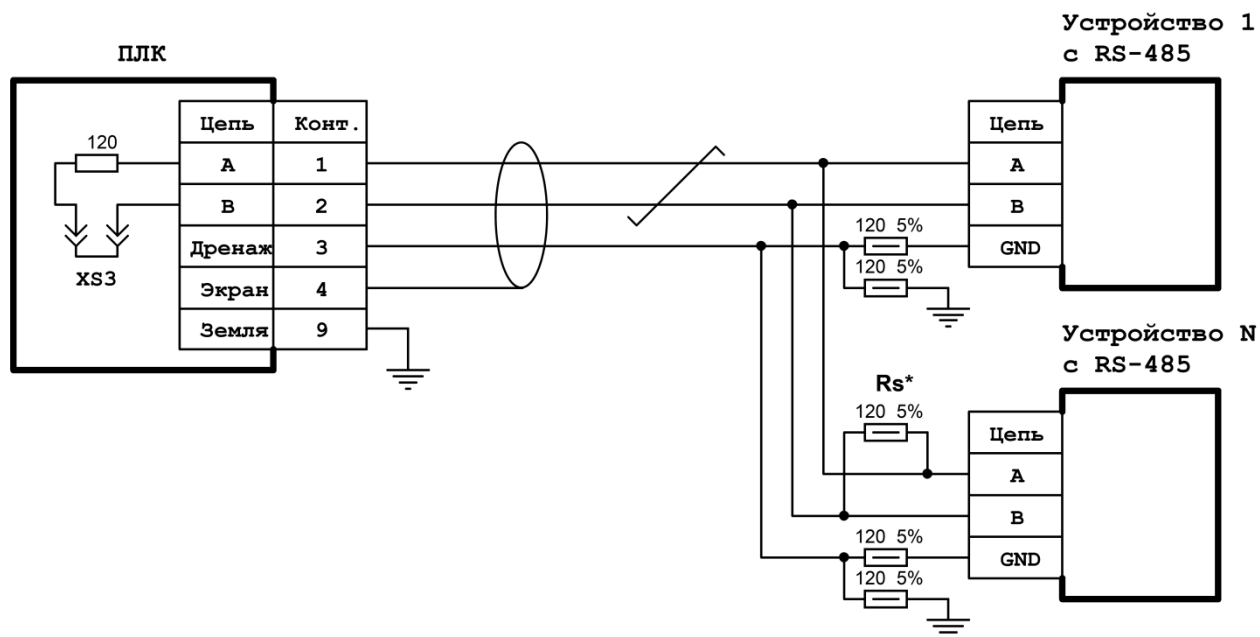 ПЛК
Цепь Конт.
120
A 1
B 2
Дренаж 3
XS3
Экран 4
Земля 9
Устройство 1
с RS-485
Цепь
A
B
120 5%
GND
120 5%
Устройство N
с RS-485
Rs*
120 5%
Цепь
A
B
120 5%
GND
120 5%